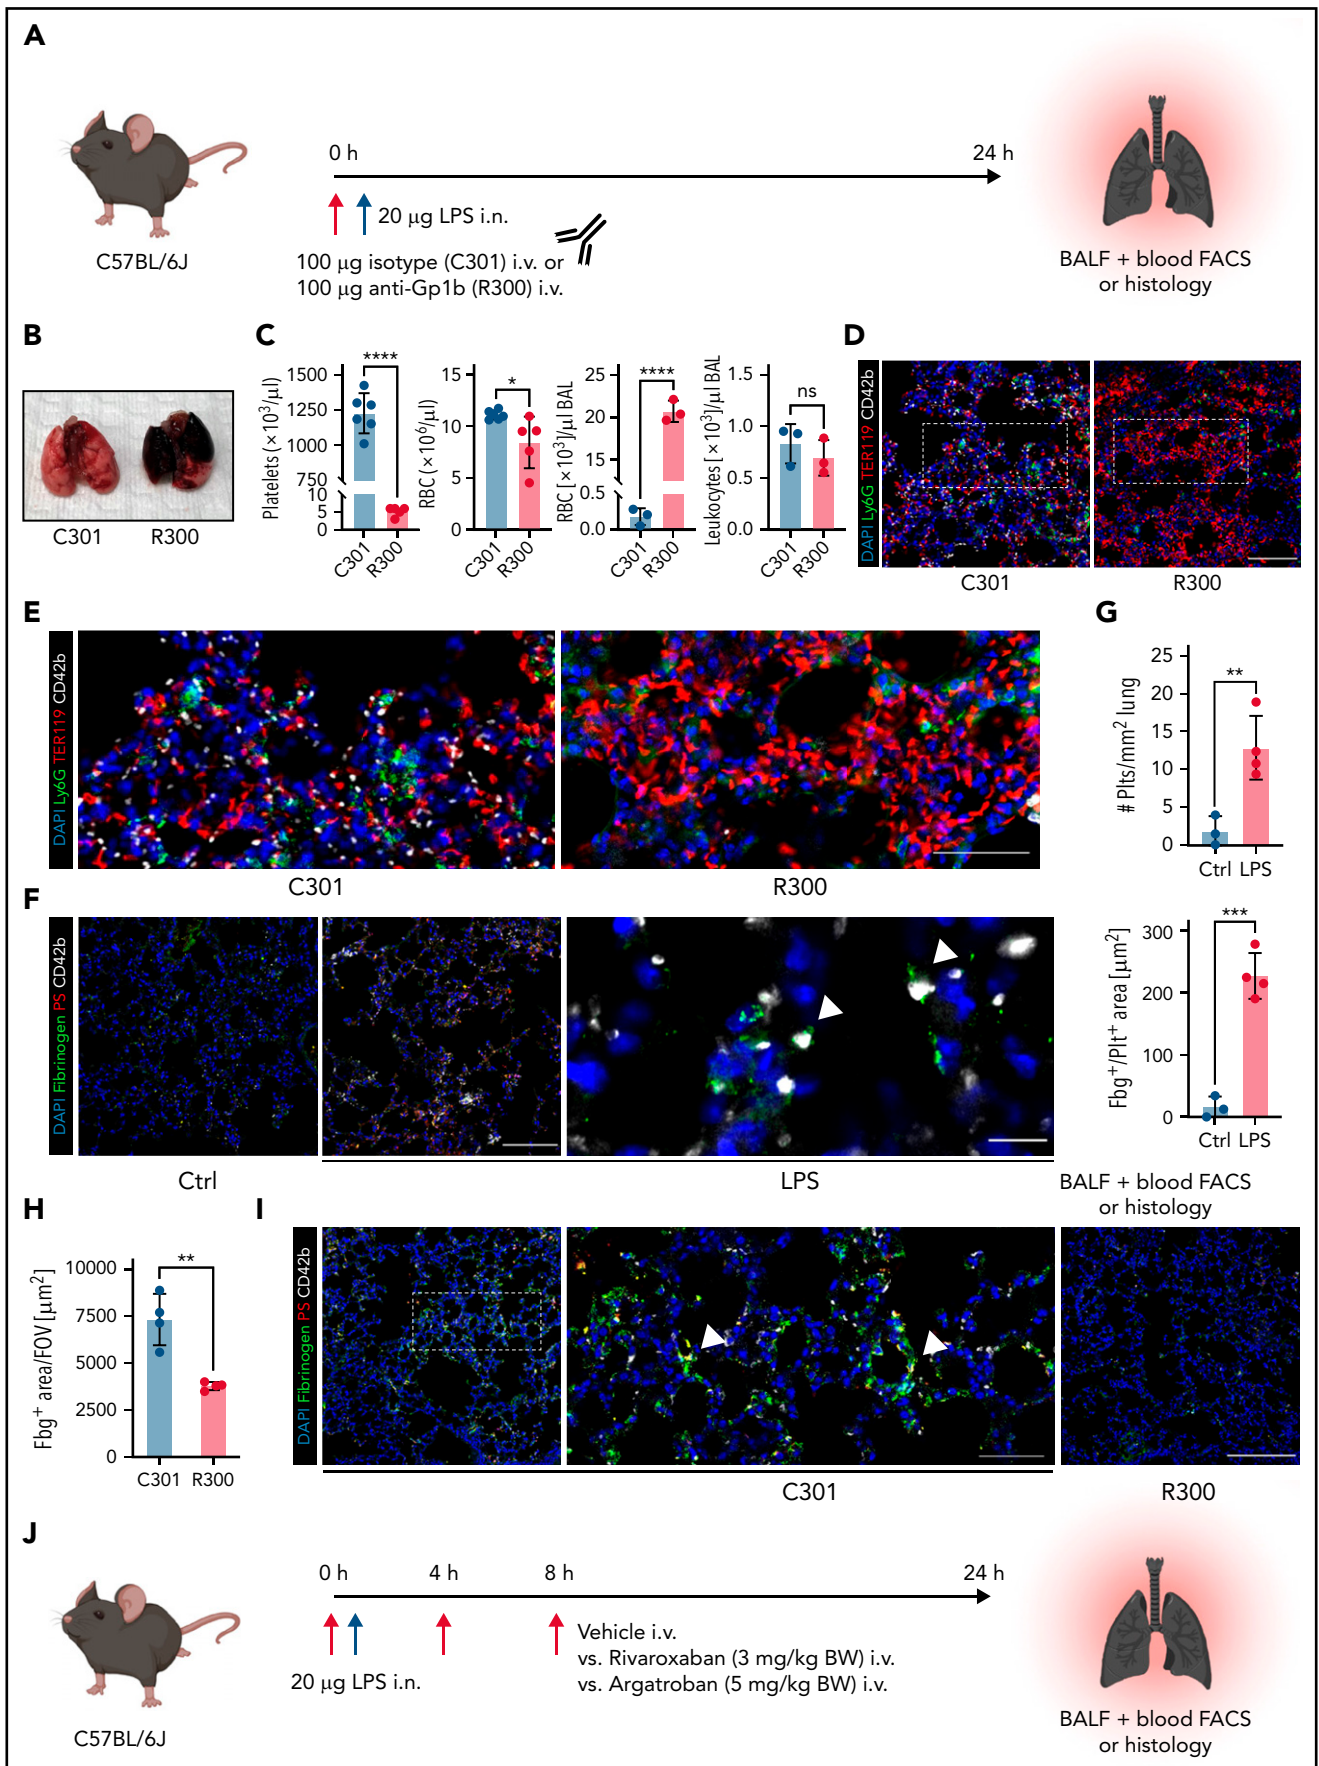 A
0 h
24 h
20 μg LPS i.n.
100 μg isotype (C301) i.v. or
100 μg anti-Gp1b (R300) i.v.
C57BL/6J
BALF + blood FACS
or histology
B
C301
R300
C
Platelets (×10³/μl)
1500
1250
1000
750
10
5
0
****
C301
R300
RBC (×10⁶/μl)
15
10
5
0
*
C301
R300
RBC [×10³]/μl BAL
25
20
15
0.5
0.0
****
C301
R300
Leukocytes [×10³]/μl BAL
1.5
1.0
0.5
0.0
ns
C301
R300
D
DAPI Ly6G TER119 CD42b
C301
R300
E
DAPI Ly6G TER119 CD42b
C301
R300
F
DAPI Fibrinogen PS CD42b
Ctrl
LPS
G
# Plts/mm² lung
25
20
15
10
5
0
**
Ctrl LPS
Fbg⁺/Plt⁺ area [μm²]
300
200
100
0
***
Ctrl LPS
BALF + blood FACS
or histology
H
Fbg⁺ area/FOV [μm²]
10000
7500
5000
2500
0
**
C301 R300
I
DAPI Fibrinogen PS CD42b
C301
R300
J
0 h
4 h
8 h
24 h
20 μg LPS i.n.
Vehicle i.v.
vs. Rivaroxaban (3 mg/kg BW) i.v.
vs. Argatroban (5 mg/kg BW) i.v.
C57BL/6J
BALF + blood FACS
or histology